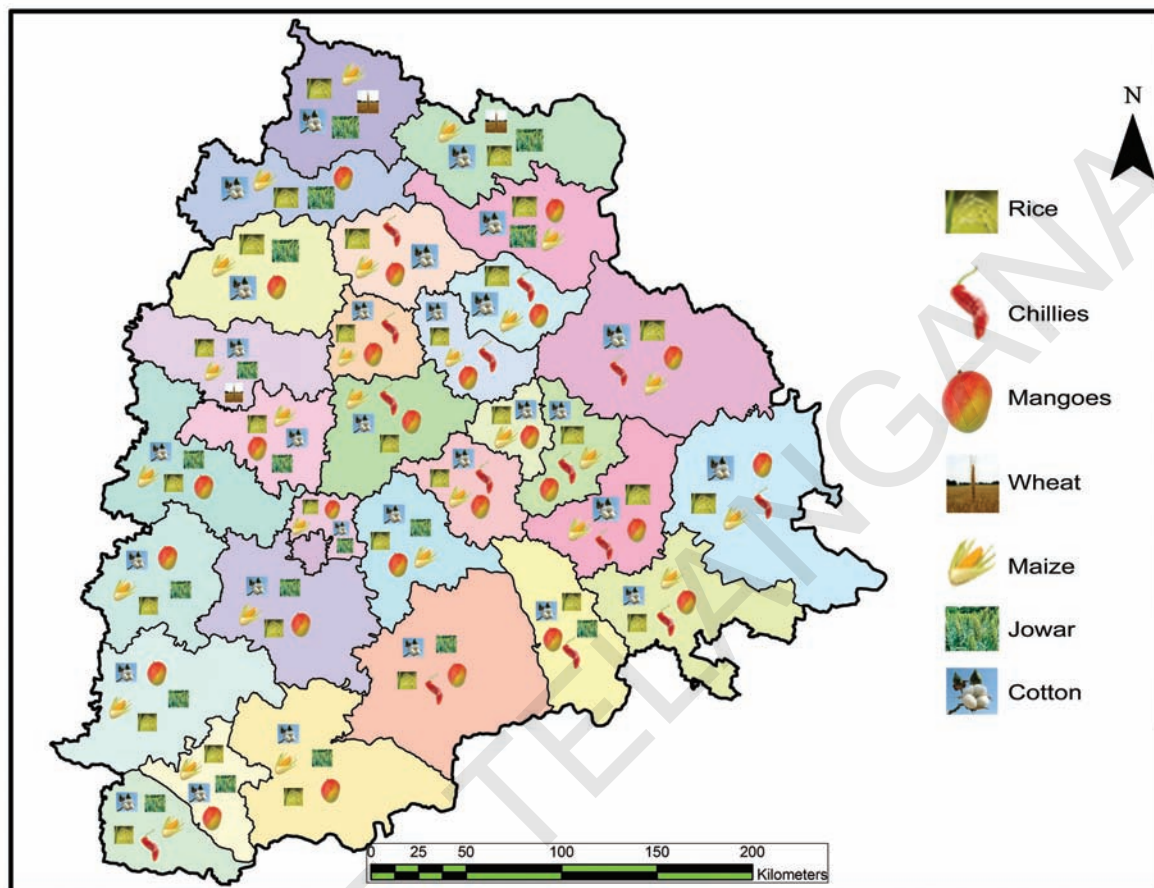 N
Rice
Chillies
Mangoes
Wheat
Maize
Jowar
Cotton
TELANGANA
0 25 50 100 150 200
Kilometers